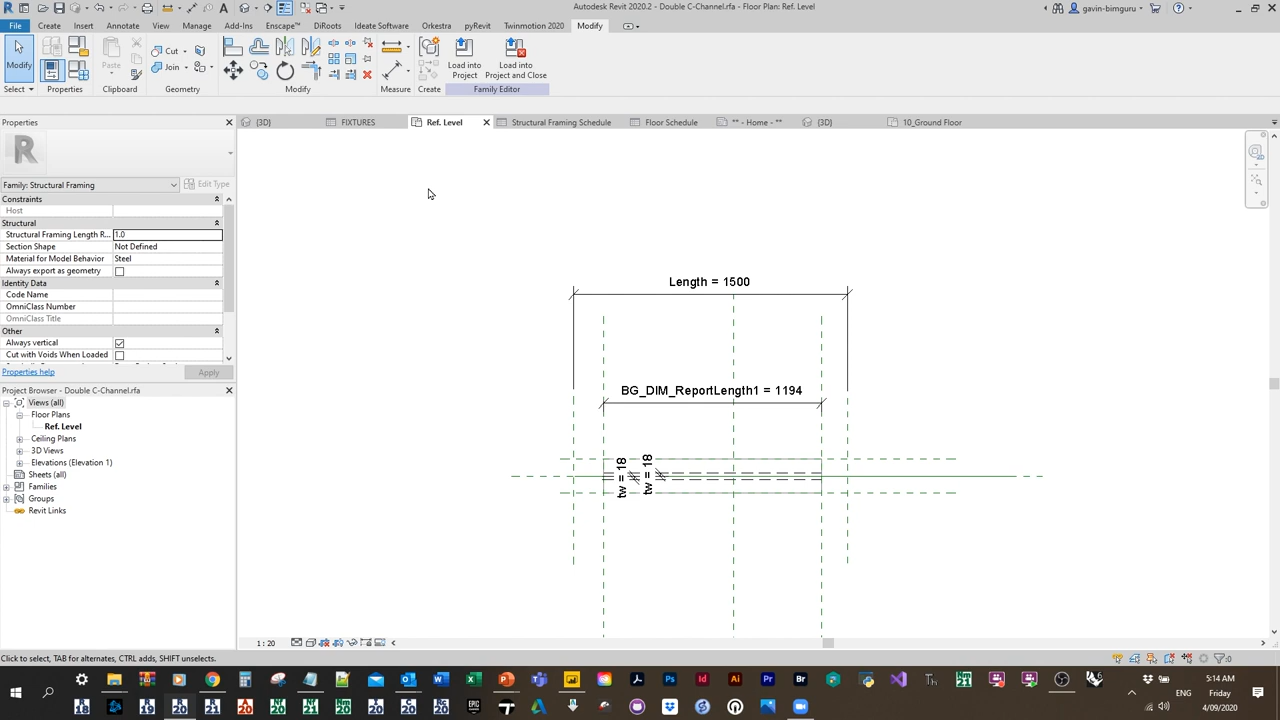 Autodesk Revit 2020.2 - Double C-Channel.rfa - Floor Plan: Ref. Level
gavin-bimguru
File Create Insert Annotate View Manage Add-Ins Enscape™ DiRoots Ideate Software Orkestra pyRevit Twinmotion 2020 Modify
Modify Paste Cut Join Load into Project Load into Project and Close
Select Properties Clipboard Geometry Modify Measure Create Family Editor
Properties
{3D} FIXTURES Ref. Level Structural Framing Schedule Floor Schedule ** - Home - ** {3D} 10_Ground Floor
Family: Structural Framing Edit Type
Constraints
Host
Structural
Structural Framing Length R... 1.0
Section Shape Not Defined
Material for Model Behavior Steel
Always export as geometry
Identity Data
Code Name
OmniClass Number
OmniClass Title
Other
Always vertical
Cut with Voids When Loaded
Properties help Apply
Project Browser - Double C-Channel.rfa
Views (all)
Floor Plans
Ref. Level
Ceiling Plans
3D Views
Elevations (Elevation 1)
Sheets (all)
Families
Groups
Revit Links
Length = 1500
BG_DIM_ReportLength1 = 1194
tw = 18
tw = 18
1 : 20
Click to select, TAB for alternates, CTRL adds, SHIFT unselects.
:0
5:14 AM
ENG Friday
4/09/2020